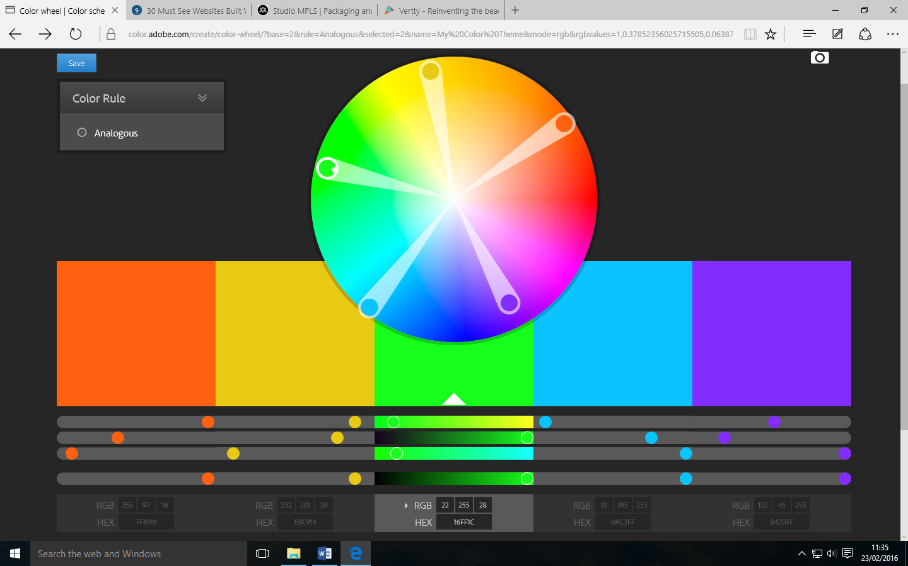 Color wheel | Color sche
30 Must See Websites Built V
Studio MPLS | Packaging and
Vertty - Reinventing the bea
color.adobe.com/create/color-wheel/?base=2&rule=Analogous&selected=2&name=My%20Color%20Theme&mode=rgb&rgbvalues=1,0.37852356025715505,0.06387
Save
Color Rule
Analogous
RGB 255 97 16
HEX FF6110
RGB 232 201 20
HEX E8C914
RGB 22 255 28
HEX 16FF1C
RGB 10 195 255
HEX 0AC3FF
RGB 132 45 255
HEX 842DFF
Search the web and Windows
11:35
23/02/2016